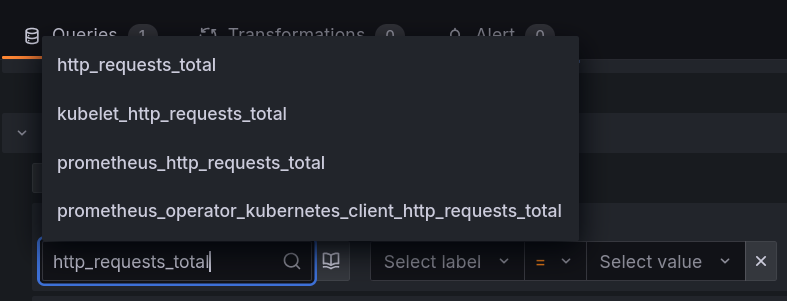 Queries 1 Transformations 0 Alert 0
http_requests_total
kubelet_http_requests_total
prometheus_http_requests_total
prometheus_operator_kubernetes_client_http_requests_total
http_requests_total Select label = Select value